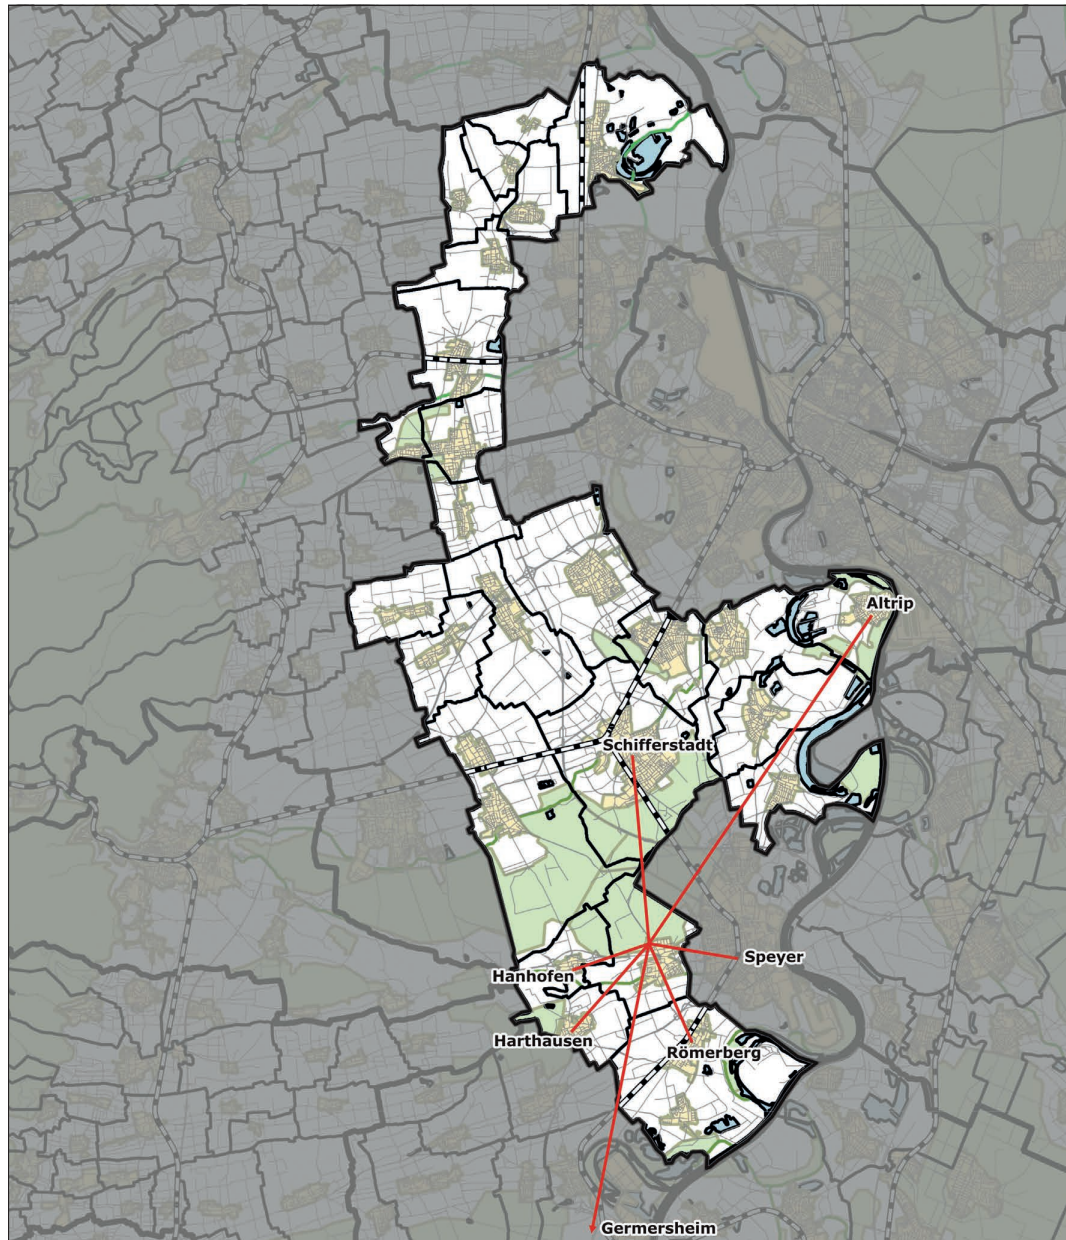 Altrip
Schifferstadt
Speyer
Hanhofen
Harthausen
Römerberg
Germersheim